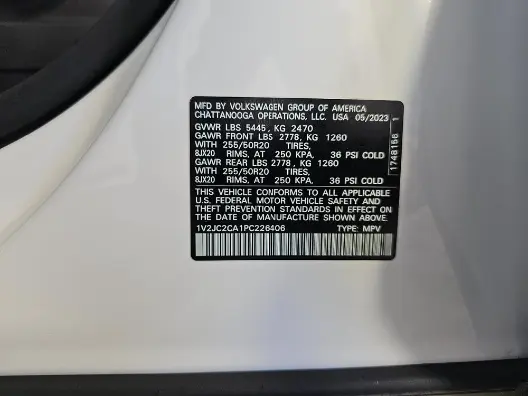 MFD BY VOLKSWAGEN GROUP OF AMERICA
CHATTANOOGA OPERATIONS, LLC. USA 05/2023
GVWR LBS 5445, KG 2470
GAWR FRONT LBS 2778, KG 1260
WITH 255/50R20 TIRES,
8JX20 RIMS, AT 250 KPA, 36 PSI COLD
GAWR REAR LBS 2778, KG 1260
WITH 255/50R20 TIRES,
8JX20 RIMS, AT 250 KPA, 36 PSI COLD
THIS VEHICLE CONFORMS TO ALL APPLICABLE
U.S. FEDERAL MOTOR VEHICLE SAFETY AND
THEFT PREVENTION STANDARDS IN EFFECT ON
THE DATE OF MANUFACTURE SHOWN ABOVE.
1V2JC2CA1PC226406 TYPE: MPV
1748156 1